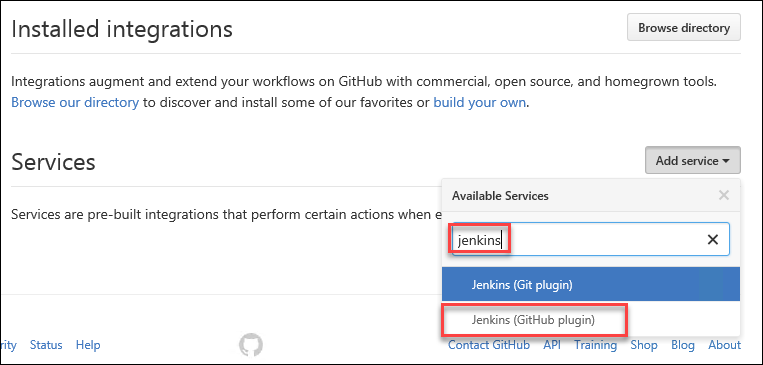 Installed integrations
Browse directory
Integrations augment and extend your workflows on GitHub with commercial, open source, and homegrown tools.
Browse our directory to discover and install some of our favorites or build your own.
Services
Add service
Available Services
Services are pre-built integrations that perform certain actions when e
jenkins
Jenkins (Git plugin)
Jenkins (GitHub plugin)
rity Status Help Contact GitHub API Training Shop Blog About